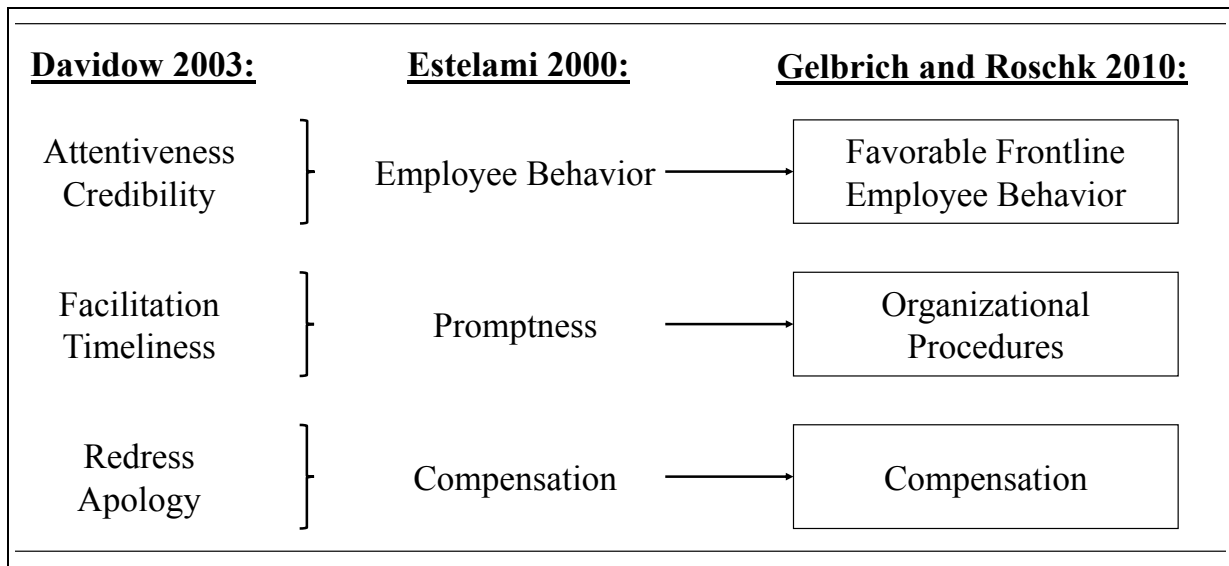 Davidow 2003:
Estelami 2000:
Gelbrich and Roschk 2010:
Attentiveness
Credibility
Employee Behavior
Favorable Frontline
Employee Behavior
Facilitation
Timeliness
Promptness
Organizational
Procedures
Redress
Apology
Compensation
Compensation